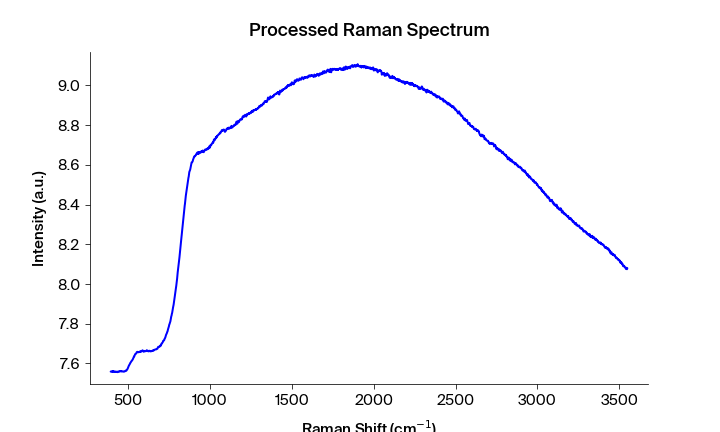 Processed Raman Spectrum
9.0
8.8
8.6
8.4
8.2
8.0
7.8
7.6
Intensity (a.u.)
500 1000 1500 2000 2500 3000 3500
Raman Shift (cm⁻¹)